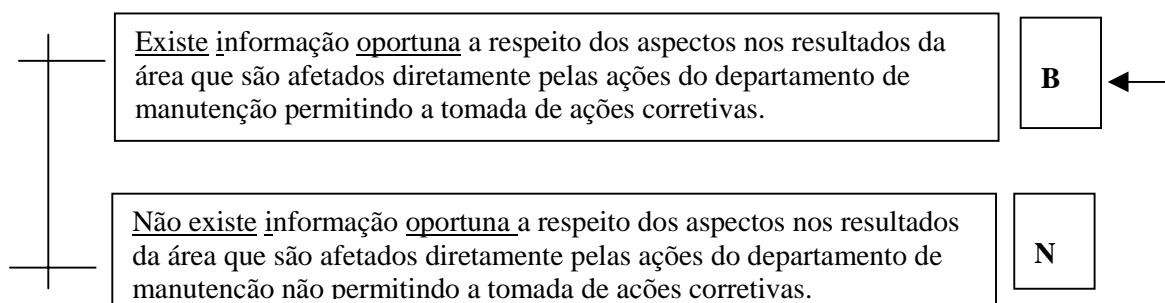 Existe informação oportuna a respeito dos aspectos nos resultados da
área que são afetados diretamente pelas ações do departamento de
manutenção permitindo a tomada de ações corretivas.
B
Não existe informação oportuna a respeito dos aspectos nos resultados
da área que são afetados diretamente pelas ações do departamento de
manutenção não permitindo a tomada de ações corretivas.
N